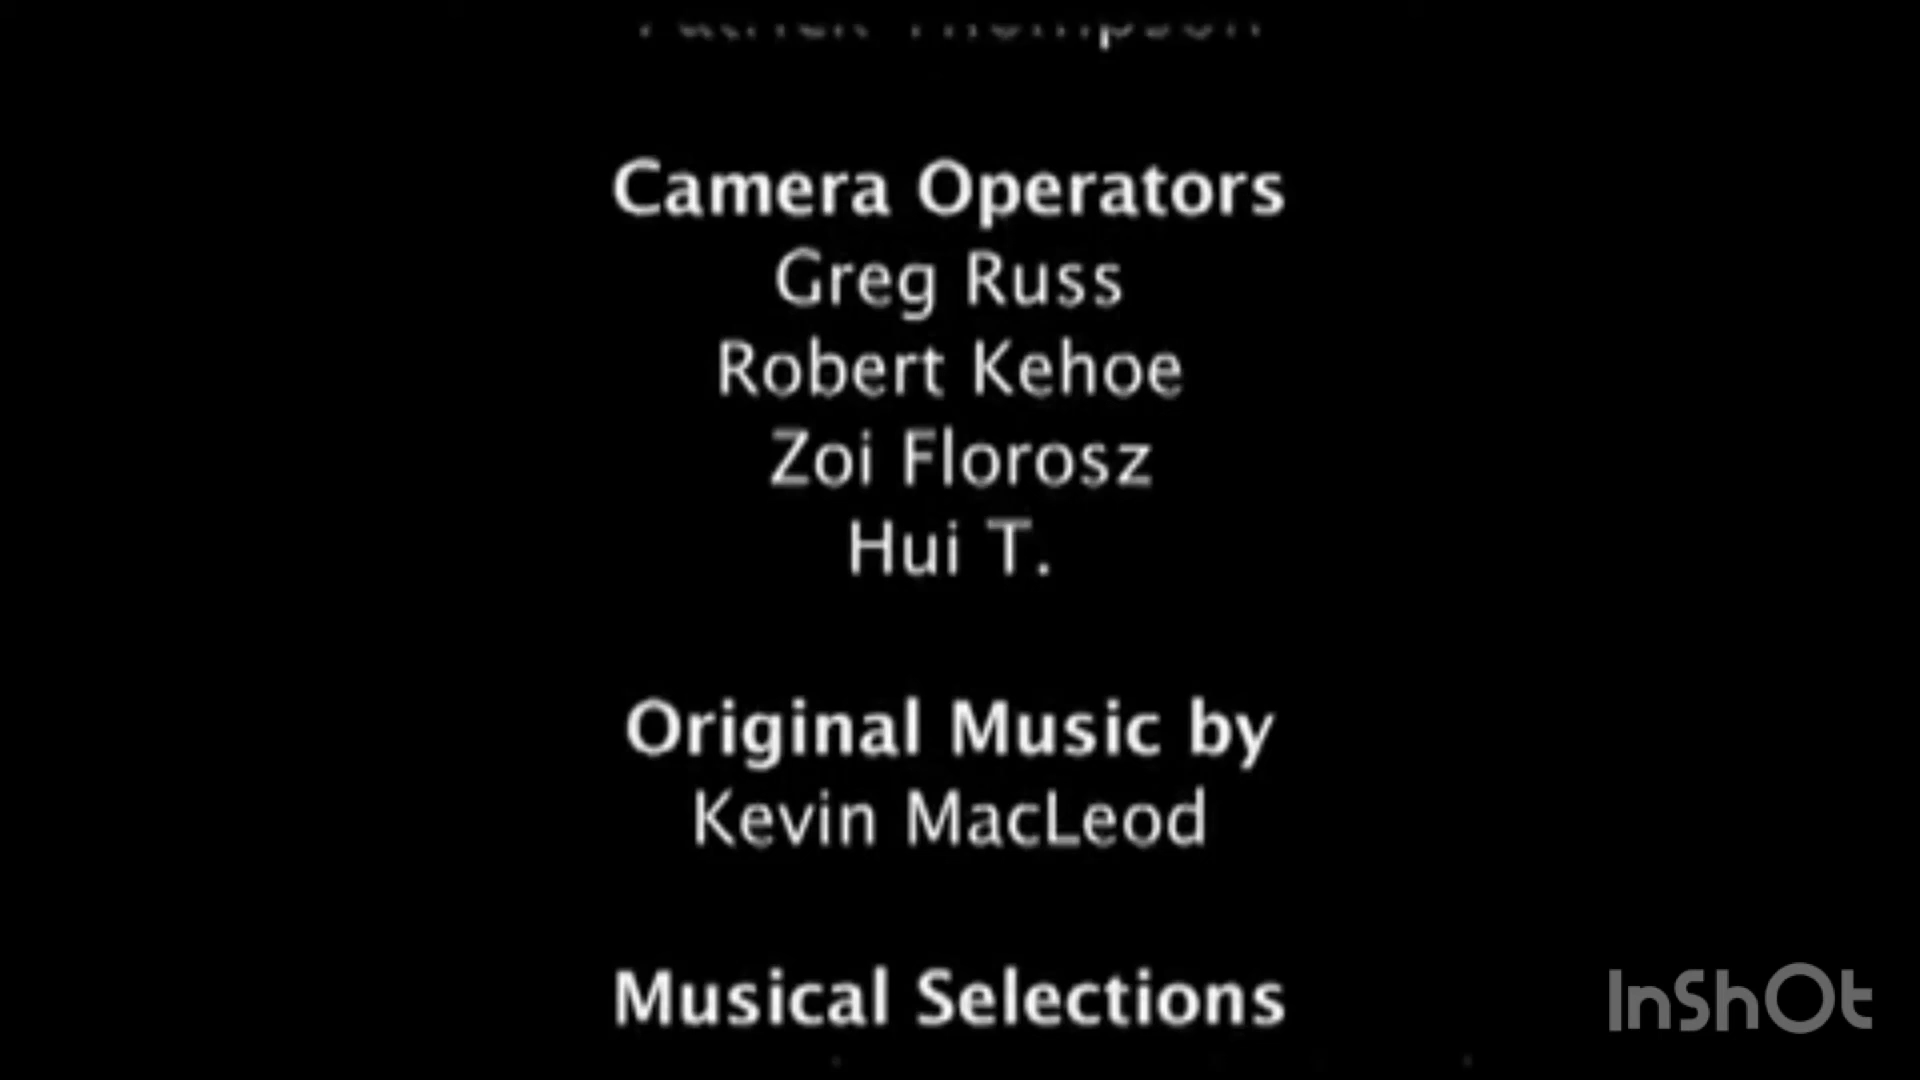 Camera Operators
Greg Russ
Robert Kehoe
Zoi Florosz
Hui T.
Original Music by
Kevin MacLeod
Musical Selections
InShOt